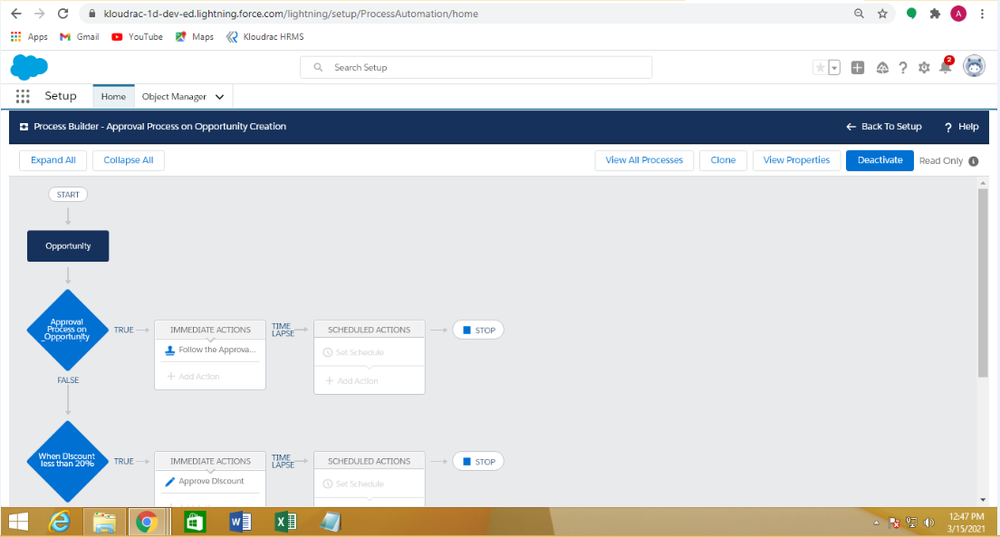 kloudrac-1d-dev-ed.lightning.force.com/lightning/setup/ProcessAutomation/home
A
Apps Gmail YouTube Maps Kloudrac HRMS
Search Setup
2
Setup Home Object Manager
Process Builder - Approval Process on Opportunity Creation
Back To Setup ? Help
Expand All Collapse All View All Processes Clone View Properties Deactivate Read Only
START
Opportunity
Approval
Process on
_Opportunity
TRUE
IMMEDIATE ACTIONS
Follow the Approva...
+ Add Action
TIME
LAPSE
SCHEDULED ACTIONS
Set Schedule
+ Add Action
STOP
FALSE
When Discount
less than 20%
TRUE
IMMEDIATE ACTIONS
Approve Discount
TIME
LAPSE
SCHEDULED ACTIONS
Set Schedule
STOP
12:47 PM
3/15/2021